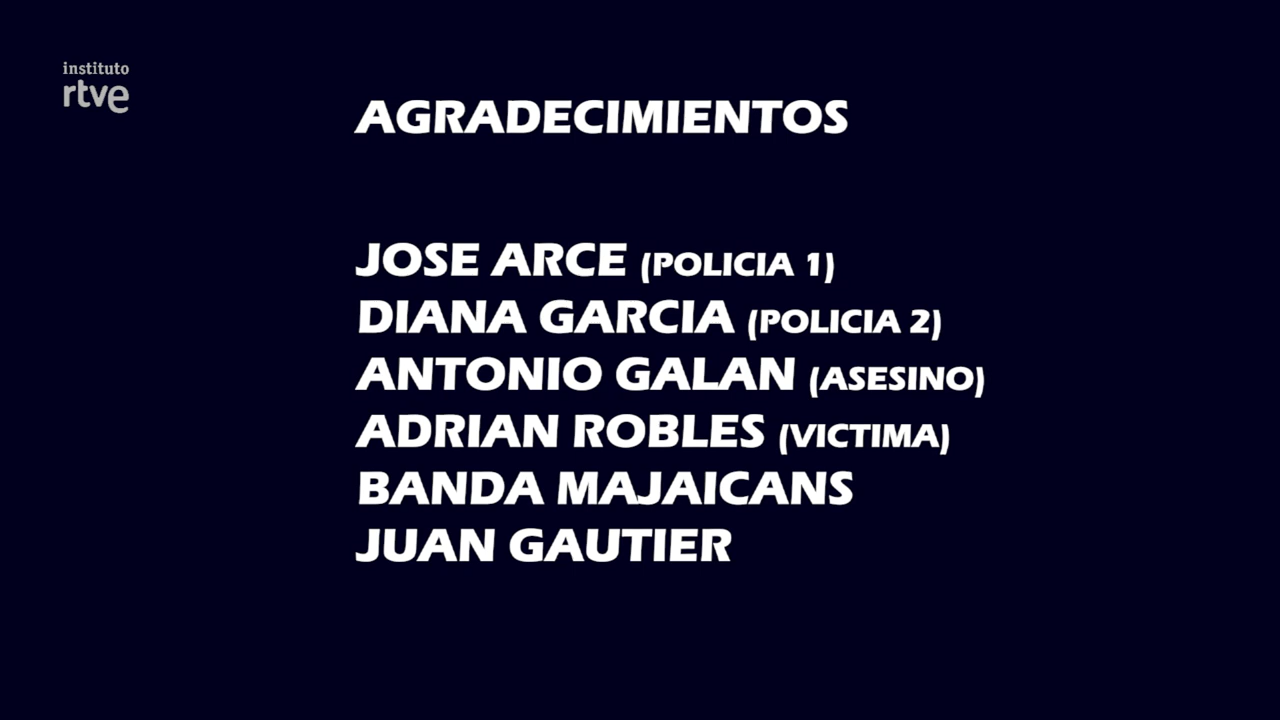 instituto
rtve
AGRADECIMIENTOS
JOSE ARCE (POLICIA 1)
DIANA GARCIA (POLICIA 2)
ANTONIO GALAN (ASESINO)
ADRIAN ROBLES (VICTIMA)
BANDA MAJAICANS
JUAN GAUTIER